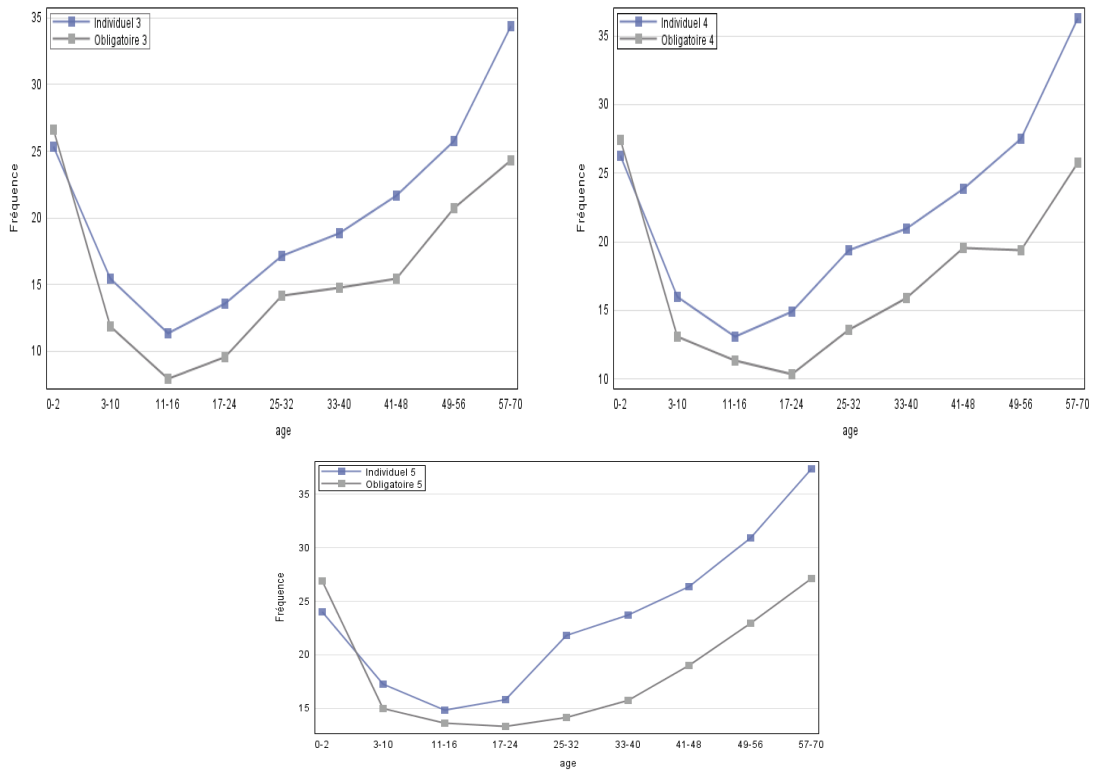 Individuel 3
Obligatoire 3
Fréquence
35
30
25
20
15
10
0-2 3-10 11-16 17-24 25-32 33-40 41-48 49-56 57-70
age
Individuel 4
Obligatoire 4
Fréquence
35
30
25
20
15
10
0-2 3-10 11-16 17-24 25-32 33-40 41-48 49-56 57-70
age
Individuel 5
Obligatoire 5
Fréquence
35
30
25
20
15
0-2 3-10 11-16 17-24 25-32 33-40 41-48 49-56 57-70
age